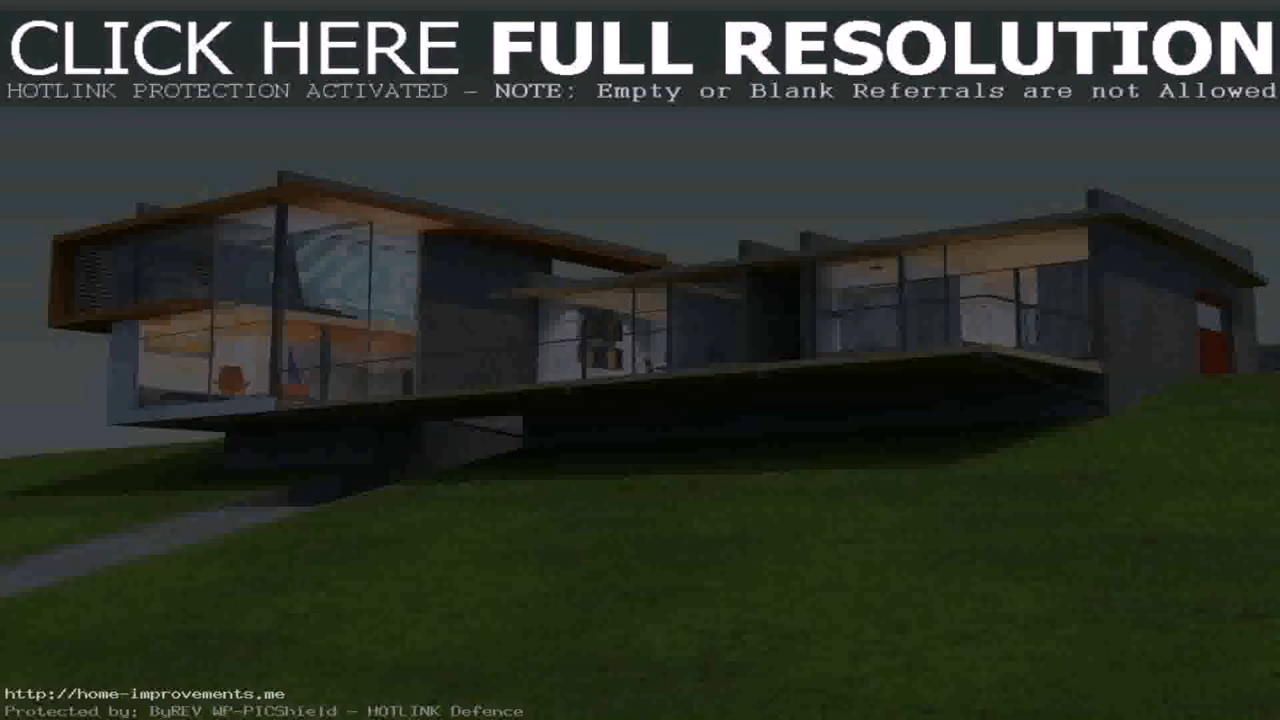 CLICK HERE FULL RESOLUTION
HOTLINK PROTECTION ACTIVATED - NOTE: Empty or Blank Referrals are not Allowed
http://home-improvements.me
Protected by: ByREV WP-PICShield - HOTLINK Defence